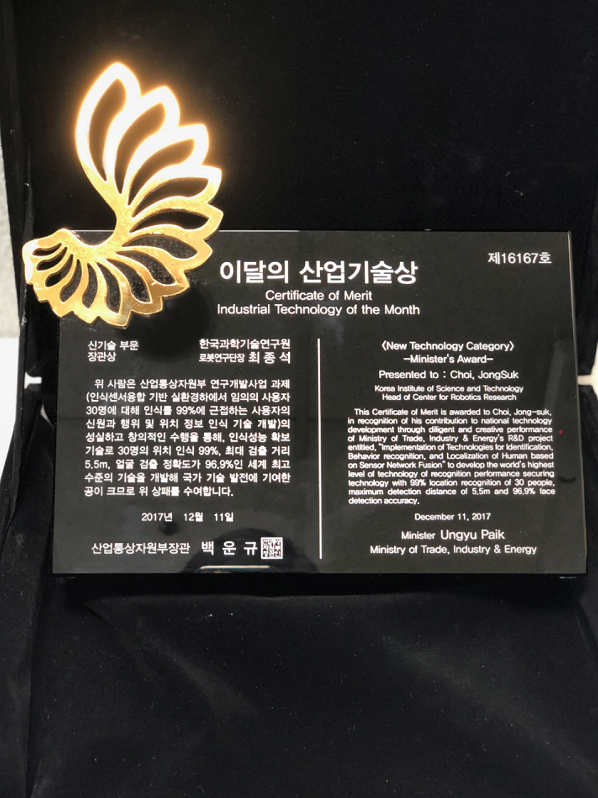 제16167호
이달의 산업기술상
Certificate of Merit
Industrial Technology of the Month
신기술 부문
장관상
한국과학기술연구원
로봇연구단장 최종석
위 사람은 산업통상자원부 연구개발사업 과제
(인식센서융합 기반 실환경하에서 임의의 사용자
30명에 대해 인식률 99%에 근접하는 사용자의
신원과 행위 및 위치 정보 인식 기술 개발)의
성실하고 창의적인 수행을 통해, 인식성능 확보
기술로 30명의 위치 인식 99%, 최대 검출 거리
5.5m, 얼굴 검출 정확도가 96.9%인 세계 최고
수준의 기술을 개발해 국가 기술 발전에 기여한
공이 크므로 위 상패를 수여합니다.
2017년 12월 11일
산업통상자원부장관 백운규
<New Technology Category>
-Minister's Award-
Presented to : Choi, JongSuk
Korea Institute of Science and Technology
Head of Center for Robotics Research
This Certificate of Merit is awarded to Choi, Jong-suk,
in recognition of his contribution to national technology
development through diligent and creative performance
of Ministry of Trade, Industry & Energy's R&D project
entitled, "Implementation of Technologies for Identification,
Behavior recognition, and Localization of Human based
on Sensor Network Fusion" to develop the world's highest
level of technology of recognition performance securing
technology with 99% location recognition of 30 people,
maximum detection distance of 5.5m and 96.9% face
detection accuracy.
December 11, 2017
Minister Ungyu Paik
Ministry of Trade, Industry & Energy